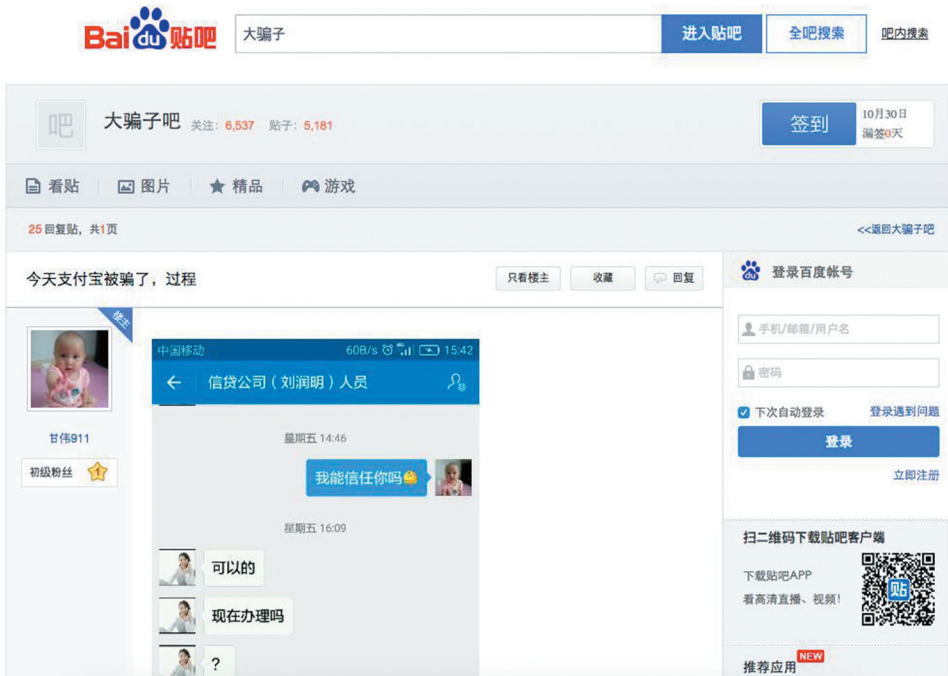 Bai du 贴吧
大骗子
进入贴吧
全吧搜索
吧内搜索
吧
大骗子吧 关注：6,537 贴子：5,181
签到
10月30日
漏签0天
看贴 图片 精品 游戏
25回复贴，共1页
<<返回大骗子吧
今天支付宝被骗了，过程
只看楼主 收藏 回复
楼主
甘伟911
初级粉丝 1
中国移动 60B/s 15:42
信贷公司（刘润明）人员
星期五 14:46
我能信任你吗
星期五 16:09
可以的
现在办理吗
?
登录百度帐号
手机/邮箱/用户名
密码
下次自动登录 登录遇到问题
登录
立即注册
扫二维码下载贴吧客户端
下载贴吧APP
看高清直播、视频！
贴
推荐应用 NEW